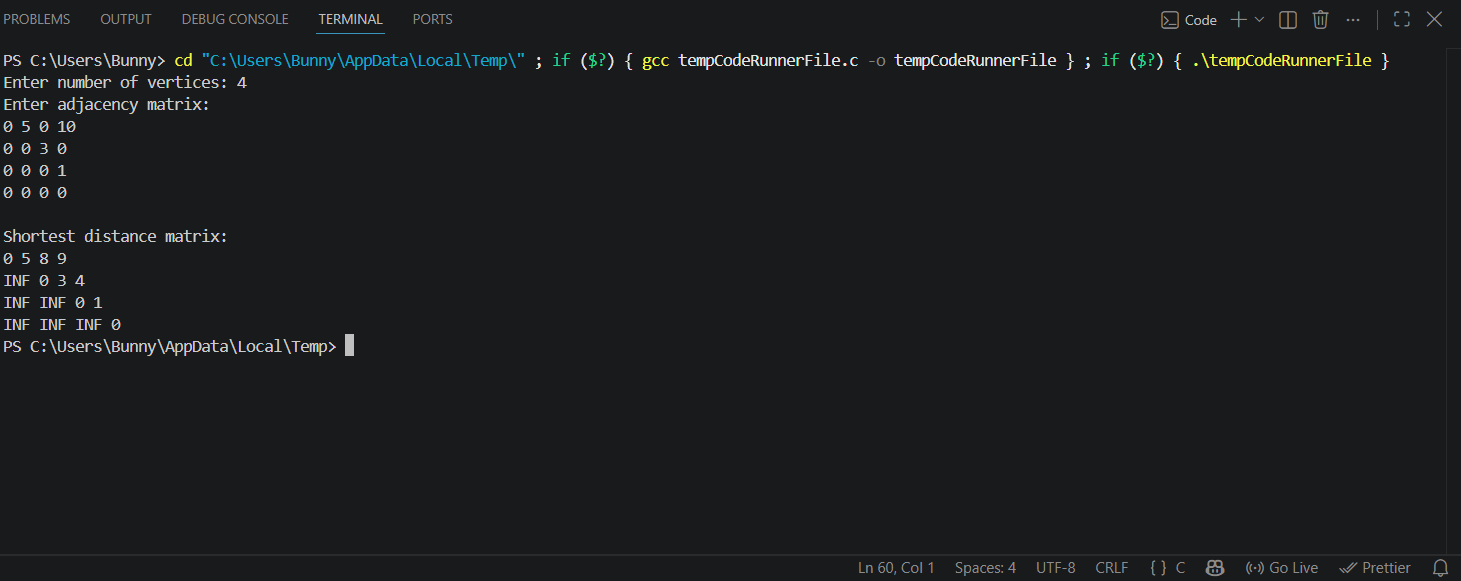 PROBLEMS OUTPUT DEBUG CONSOLE TERMINAL PORTS Code
PS C:\Users\Bunny> cd "C:\Users\Bunny\AppData\Local\Temp\" ; if ($?) { gcc tempCodeRunnerFile.c -o tempCodeRunnerFile } ; if ($?) { .\tempCodeRunnerFile }
Enter number of vertices: 4
Enter adjacency matrix:
0 5 0 10
0 0 3 0
0 0 0 1
0 0 0 0
Shortest distance matrix:
0 5 8 9
INF 0 3 4
INF INF 0 1
INF INF INF 0
PS C:\Users\Bunny\AppData\Local\Temp>
Ln 60, Col 1 Spaces: 4 UTF-8 CRLF { } C Go Live Prettier